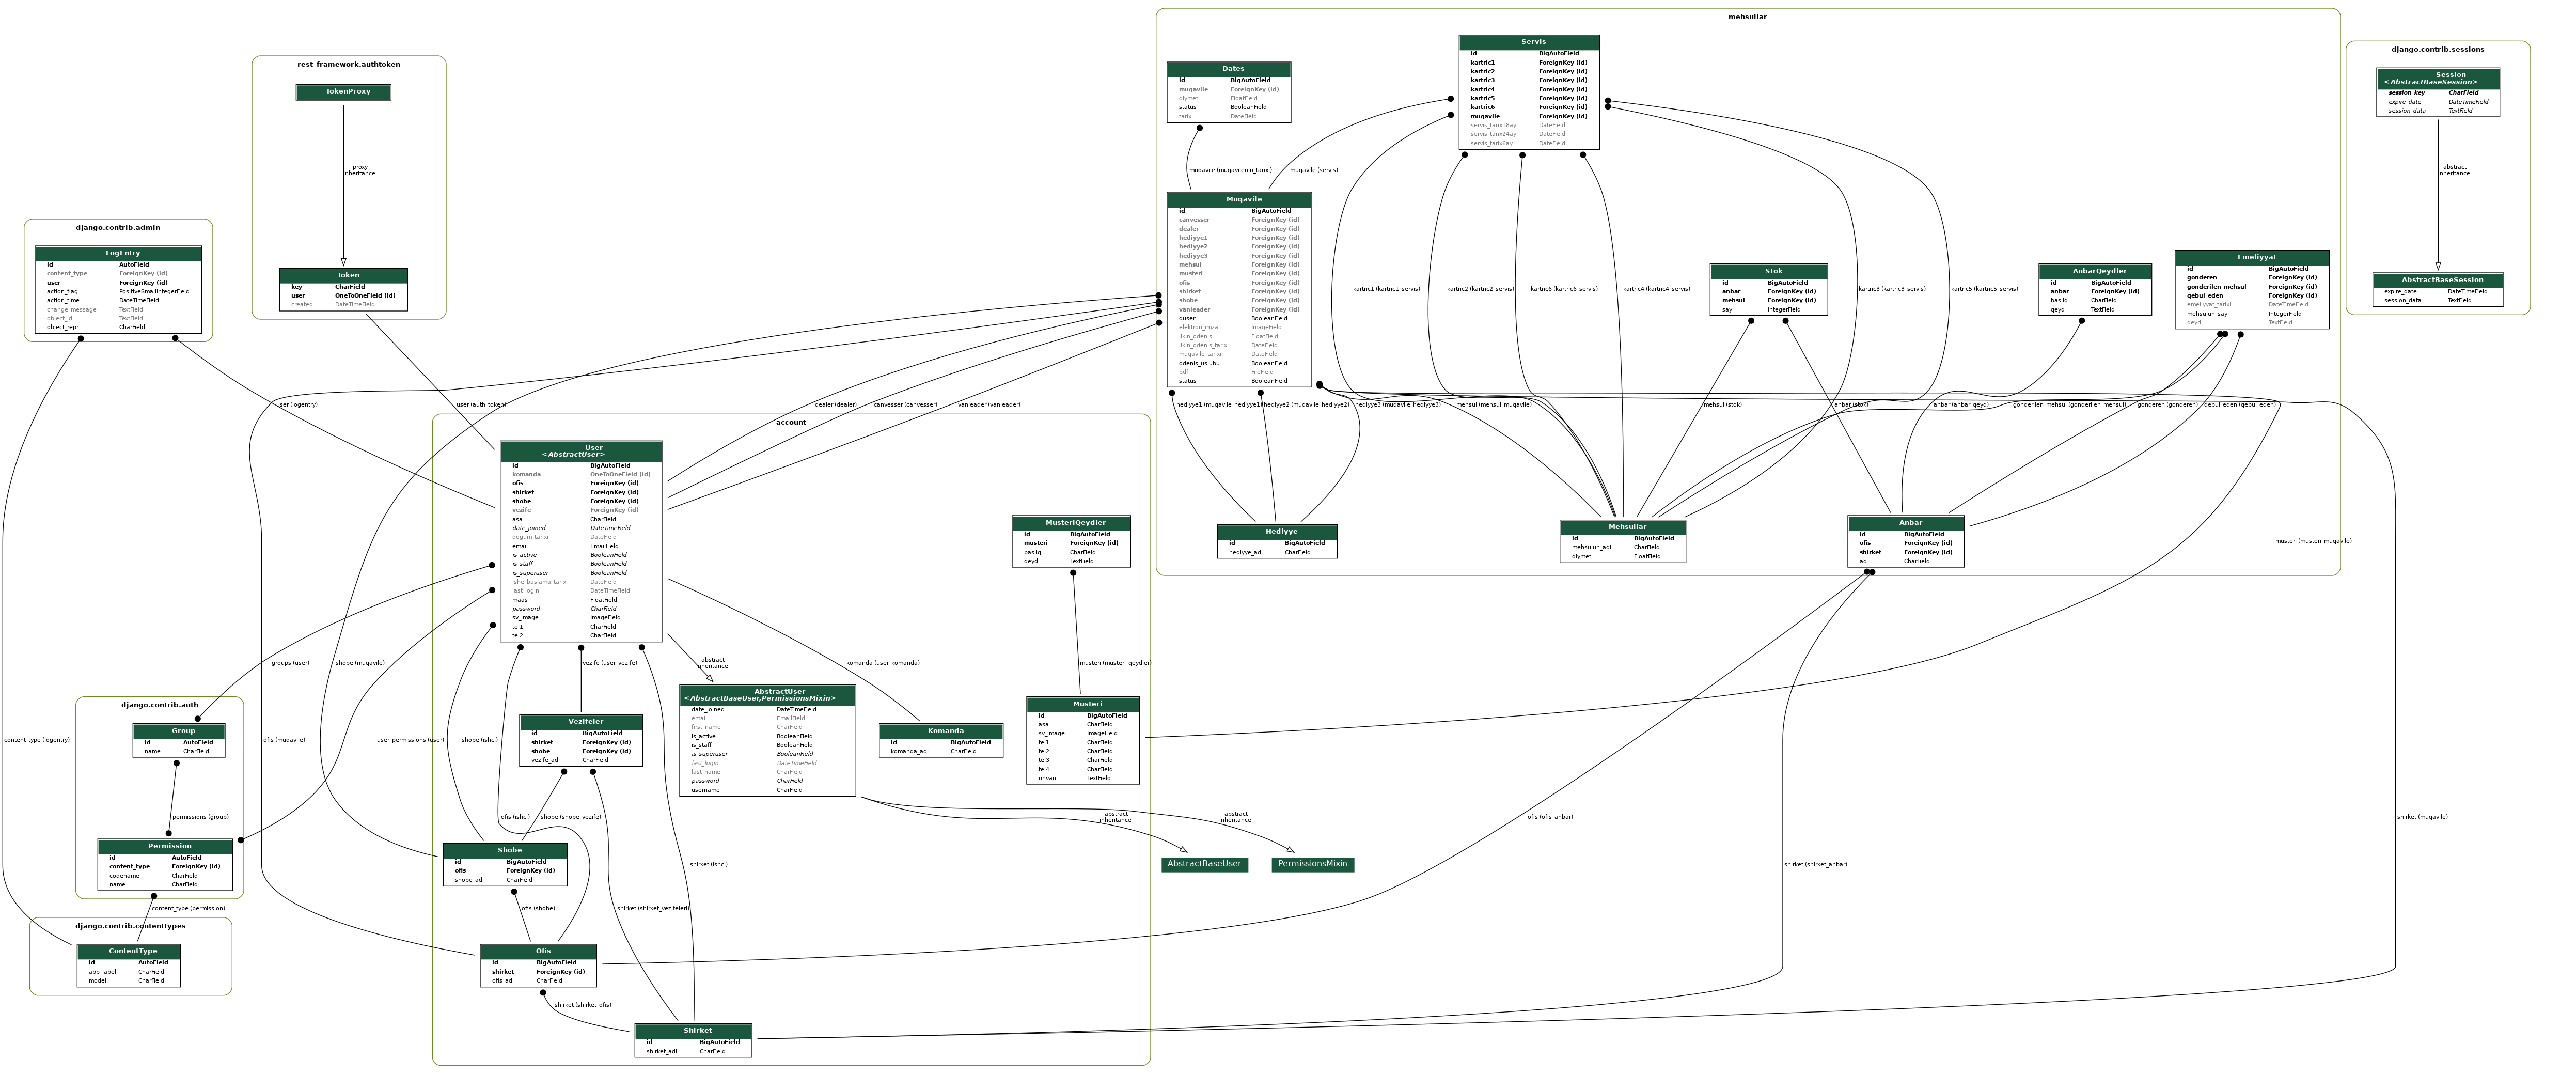 mehsullar
django.contrib.sessions
rest_framework.authtoken
Servis
id BigAutoField
kartric1 ForeignKey (id)
kartric2 ForeignKey (id)
kartric3 ForeignKey (id)
kartric4 ForeignKey (id)
kartric5 ForeignKey (id)
kartric6 ForeignKey (id)
muqavile ForeignKey (id)
servis_tarix18ay DateField
servis_tarix24ay DateField
servis_tarix6ay DateField
Dates
id BigAutoField
muqavile ForeignKey (id)
qiymet FloatField
status BooleanField
tarix DateField
Session
<AbstractBaseSession>
session_key CharField
expire_date DateTimeField
session_data TextField
TokenProxy
proxy
inheritance
muqavile (muqavilenin_tarixi)
muqavile (servis)
abstract
inheritance
django.contrib.admin
LogEntry
id AutoField
content_type ForeignKey (id)
user ForeignKey (id)
action_flag PositiveSmallIntegerField
action_time DateTimeField
change_message TextField
object_id TextField
object_repr CharField
Token
key CharField
user OneToOneField (id)
created DateTimeField
Muqavile
id BigAutoField
canvesser ForeignKey (id)
dealer ForeignKey (id)
hediyye1 ForeignKey (id)
hediyye2 ForeignKey (id)
hediyye3 ForeignKey (id)
mehsul ForeignKey (id)
musteri ForeignKey (id)
ofis ForeignKey (id)
shirket ForeignKey (id)
shobe ForeignKey (id)
vanleader ForeignKey (id)
dusen BooleanField
elektron_imza ImageField
ilkin_odenis FloatField
ilkin_odenis_tarixi DateField
muqavile_tarixi DateField
odenis_uslubu BooleanField
pdf FileField
status BooleanField
kartric1 (kartric1_servis)
kartric2 (kartric2_servis)
kartric6 (kartric6_servis)
kartric4 (kartric4_servis)
kartric3 (kartric3_servis)
kartric5 (kartric5_servis)
Stok
id BigAutoField
anbar ForeignKey (id)
mehsul ForeignKey (id)
say IntegerField
AnbarQeydler
id BigAutoField
anbar ForeignKey (id)
basliq CharField
qeyd TextField
Emeliyyat
id BigAutoField
gonderen ForeignKey (id)
gonderilen_mehsul ForeignKey (id)
qebul_eden ForeignKey (id)
emeliyyat_tarixi DateTimeField
mehsulun_sayi IntegerField
qeyd TextField
AbstractBaseSession
expire_date DateTimeField
session_data TextField
user (logentry)
user (auth_token)
dealer (dealer)
canvesser (canvesser)
vanleader (vanleader)
hediyye1 (muqavile_hediyye1)
hediyye2 (muqavile_hediyye2)
hediyye3 (muqavile_hediyye3)
mehsul (mehsul_muqavile)
mehsul (stok)
anbar (stok)
anbar (anbar_qeyd)
gonderilen_mehsul (gonderilen_mehsul)
gonderen (gonderen)
qebul_eden (qebul_eden)
account
User
<AbstractUser>
id BigAutoField
komanda OneToOneField (id)
ofis ForeignKey (id)
shirket ForeignKey (id)
shobe ForeignKey (id)
vezife ForeignKey (id)
asa CharField
date_joined DateTimeField
dogum_tarixi DateField
email EmailField
is_active BooleanField
is_staff BooleanField
is_superuser BooleanField
ishe_baslama_tarixi DateField
last_login DateTimeField
maas FloatField
password CharField
sv_image ImageField
tel1 CharField
tel2 CharField
MusteriQeydler
id BigAutoField
musteri ForeignKey (id)
basliq CharField
qeyd TextField
Hediyye
id BigAutoField
hediyye_adi CharField
Mehsullar
id BigAutoField
mehsulun_adi CharField
qiymet FloatField
Anbar
id BigAutoField
ofis ForeignKey (id)
shirket ForeignKey (id)
ad CharField
musteri (musteri_muqavile)
groups (user)
shobe (muqavile)
vezife (user_vezife)
abstract
inheritance
komanda (user_komanda)
musteri (musteri_qeydler)
django.contrib.auth
Group
id AutoField
name CharField
content_type (logentry)
ofis (muqavile)
user_permissions (user)
shobe (ishci)
Vezifeler
id BigAutoField
shirket ForeignKey (id)
shobe ForeignKey (id)
vezife_adi CharField
AbstractUser
<AbstractBaseUser,PermissionsMixin>
date_joined DateTimeField
email EmailField
first_name CharField
is_active BooleanField
is_staff BooleanField
is_superuser BooleanField
last_login DateTimeField
last_name CharField
password CharField
username CharField
Komanda
id BigAutoField
komanda_adi CharField
Musteri
id BigAutoField
asa CharField
sv_image ImageField
tel1 CharField
tel2 CharField
tel3 CharField
tel4 CharField
unvan TextField
permissions (group)
ofis (ishci)
shobe (shobe_vezife)
abstract
inheritance
abstract
inheritance
ofis (ofis_anbar)
shirket (muqavile)
Permission
id AutoField
content_type ForeignKey (id)
codename CharField
name CharField
Shobe
id BigAutoField
ofis ForeignKey (id)
shobe_adi CharField
shirket (ishci)
AbstractBaseUser
PermissionsMixin
shirket (shirket_anbar)
content_type (permission)
ofis (shobe)
shirket (shirket_vezifeleri)
django.contrib.contenttypes
ContentType
id AutoField
app_label CharField
model CharField
Ofis
id BigAutoField
shirket ForeignKey (id)
ofis_adi CharField
shirket (shirket_ofis)
Shirket
id BigAutoField
shirket_adi CharField